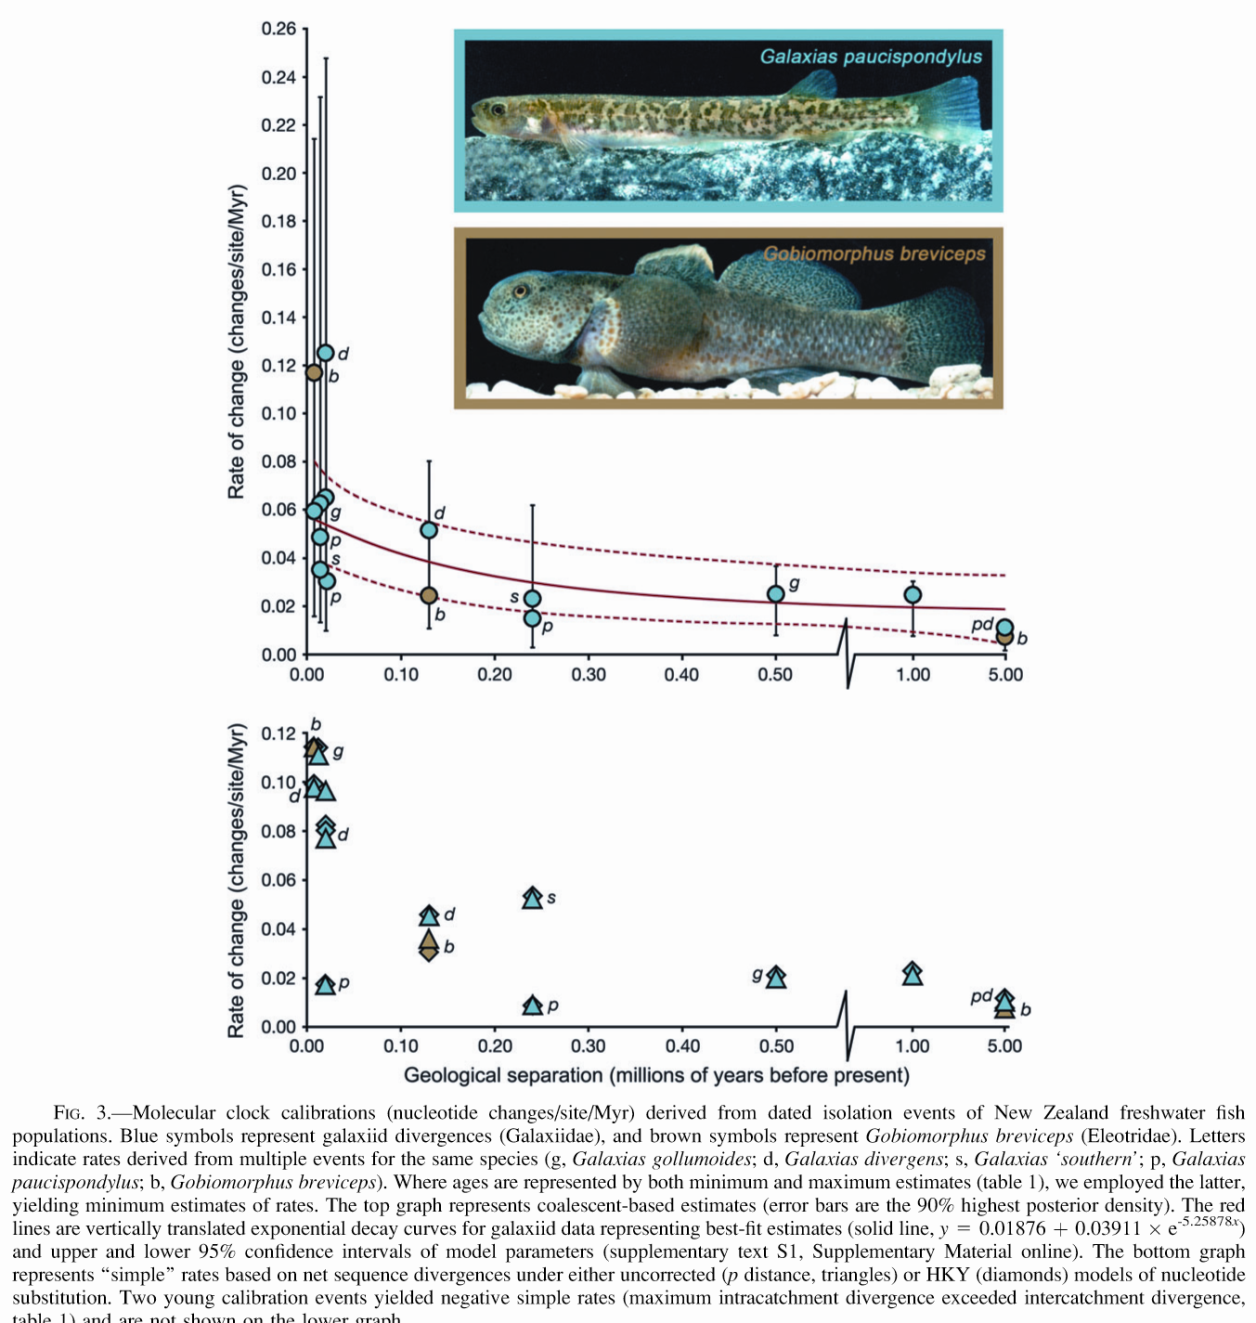 0.26
0.24
0.22
0.20
0.18
0.16
0.14
0.12
0.10
0.08
0.06
0.04
0.02
0.00
Rate of change (changes/site/Myr)
Galaxias paucispondylus
Gobiomorphus breviceps
d
b
g
p
s
p
d
b
s
p
g
pd
b
0.00 0.10 0.20 0.30 0.40 0.50 1.00 5.00
0.12
0.10
0.08
0.06
0.04
0.02
0.00
Rate of change (changes/site/Myr)
b
g
d
d
p
d
b
s
p
g
pd
b
0.00 0.10 0.20 0.30 0.40 0.50 1.00 5.00
Geological separation (millions of years before present)
FIG. 3.—Molecular clock calibrations (nucleotide changes/site/Myr) derived from dated isolation events of New Zealand freshwater fish
populations. Blue symbols represent galaxiid divergences (Galaxiidae), and brown symbols represent Gobiomorphus breviceps (Eleotridae). Letters
indicate rates derived from multiple events for the same species (g, Galaxias gollumoides; d, Galaxias divergens; s, Galaxias ‘southern’; p, Galaxias
paucispondylus; b, Gobiomorphus breviceps). Where ages are represented by both minimum and maximum estimates (table 1), we employed the latter,
yielding minimum estimates of rates. The top graph represents coalescent-based estimates (error bars are the 90% highest posterior density). The red
lines are vertically translated exponential decay curves for galaxiid data representing best-fit estimates (solid line, y = 0.01876 + 0.03911 × e^-5.25878x)
and upper and lower 95% confidence intervals of model parameters (supplementary text S1, Supplementary Material online). The bottom graph
represents “simple” rates based on net sequence divergences under either uncorrected (p distance, triangles) or HKY (diamonds) models of nucleotide
substitution. Two young calibration events yielded negative simple rates (maximum intracatchment divergence exceeded intercatchment divergence,
table 1) and are not shown on the lower graph.